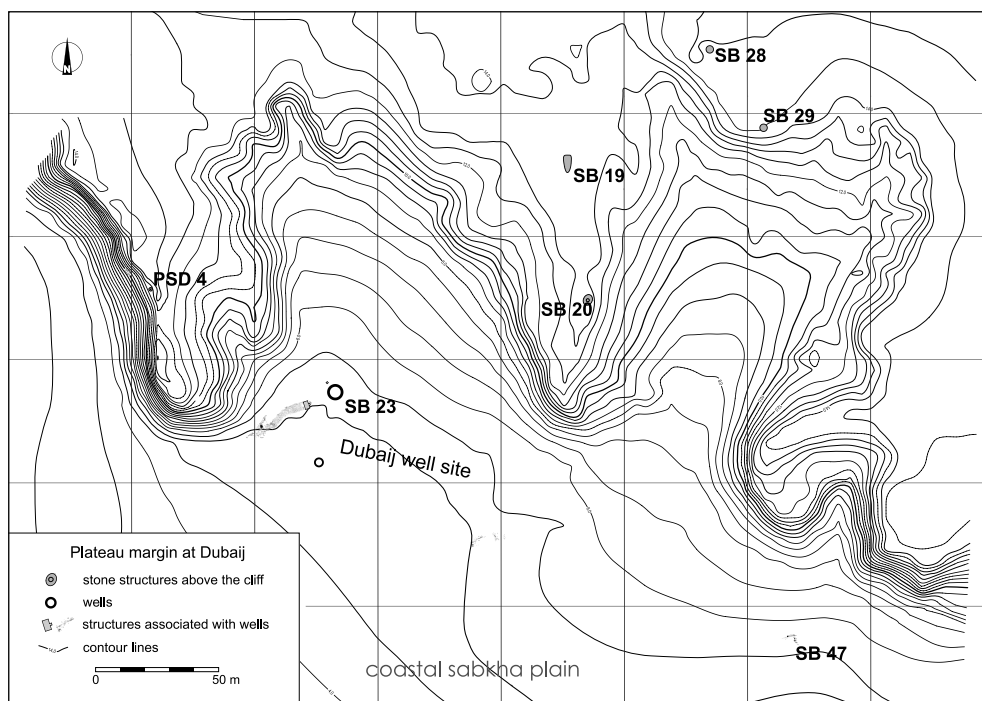 N
SB 28
SB 29
SB 19
PSD 4
SB 20
SB 23
Dubaij well site
Plateau margin at Dubaij
stone structures above the cliff
wells
structures associated with wells
contour lines
0 50 m
coastal sabkha plain
SB 47